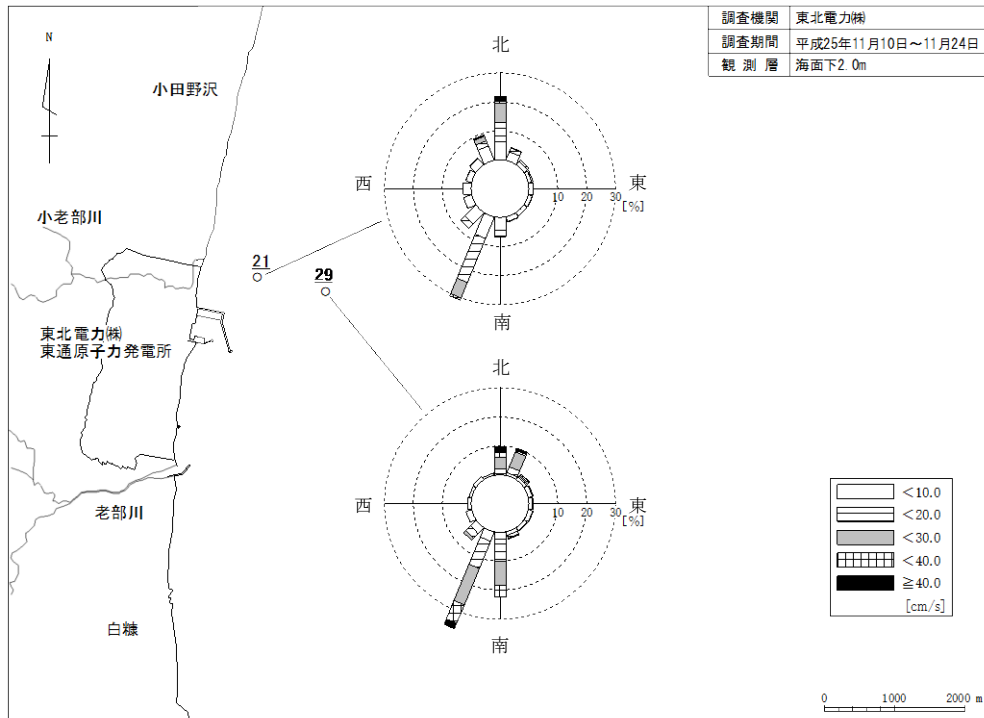 調査機関 東北電力㈱
調査期間 平成25年11月10日～11月24日
観測層 海面下2.0m
N
小田野沢
北
西
東
10 20 30
[%]
南
小老部川
21
29
東北電力㈱
東通原子力発電所
北
西
東
10 20 30
[%]
南
老部川
白糠
＜10.0
＜20.0
＜30.0
＜40.0
≧40.0
[cm/s]
0 1000 2000 m